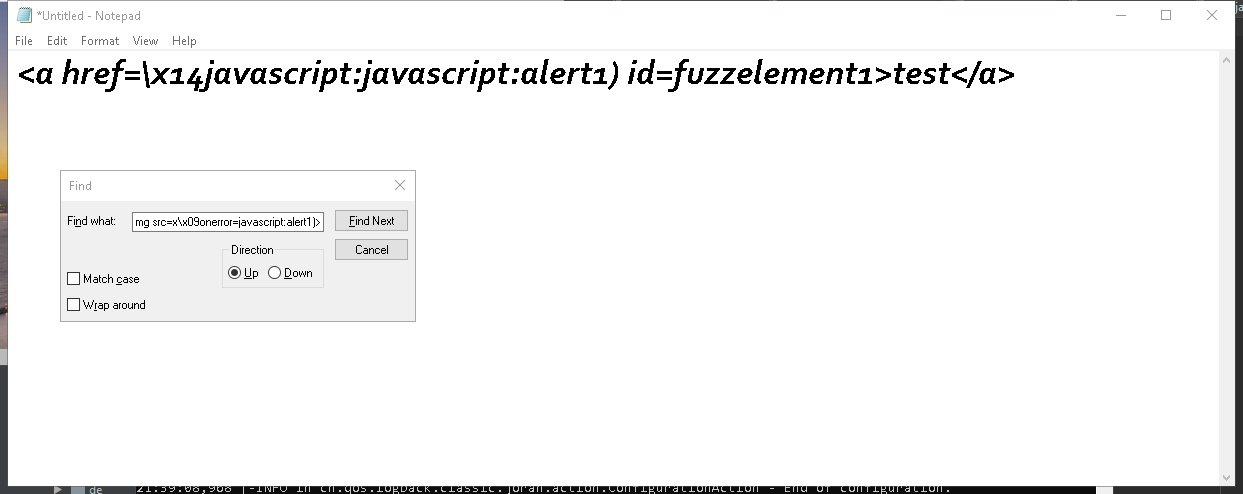 *Untitled - Notepad
File Edit Format View Help
<a href=\x14javascript:javascript:alert1) id=fuzzelement1>test</a>
Find
Find what: mg src=x\x09onerror=javascript:alert1)> Find Next
Direction Cancel
Up Down
Match case
Wrap around
de 21:39:08,968 |-INFO in ch.qos.logback.classic.joran.action.ConfigurationAction - End of configuration.